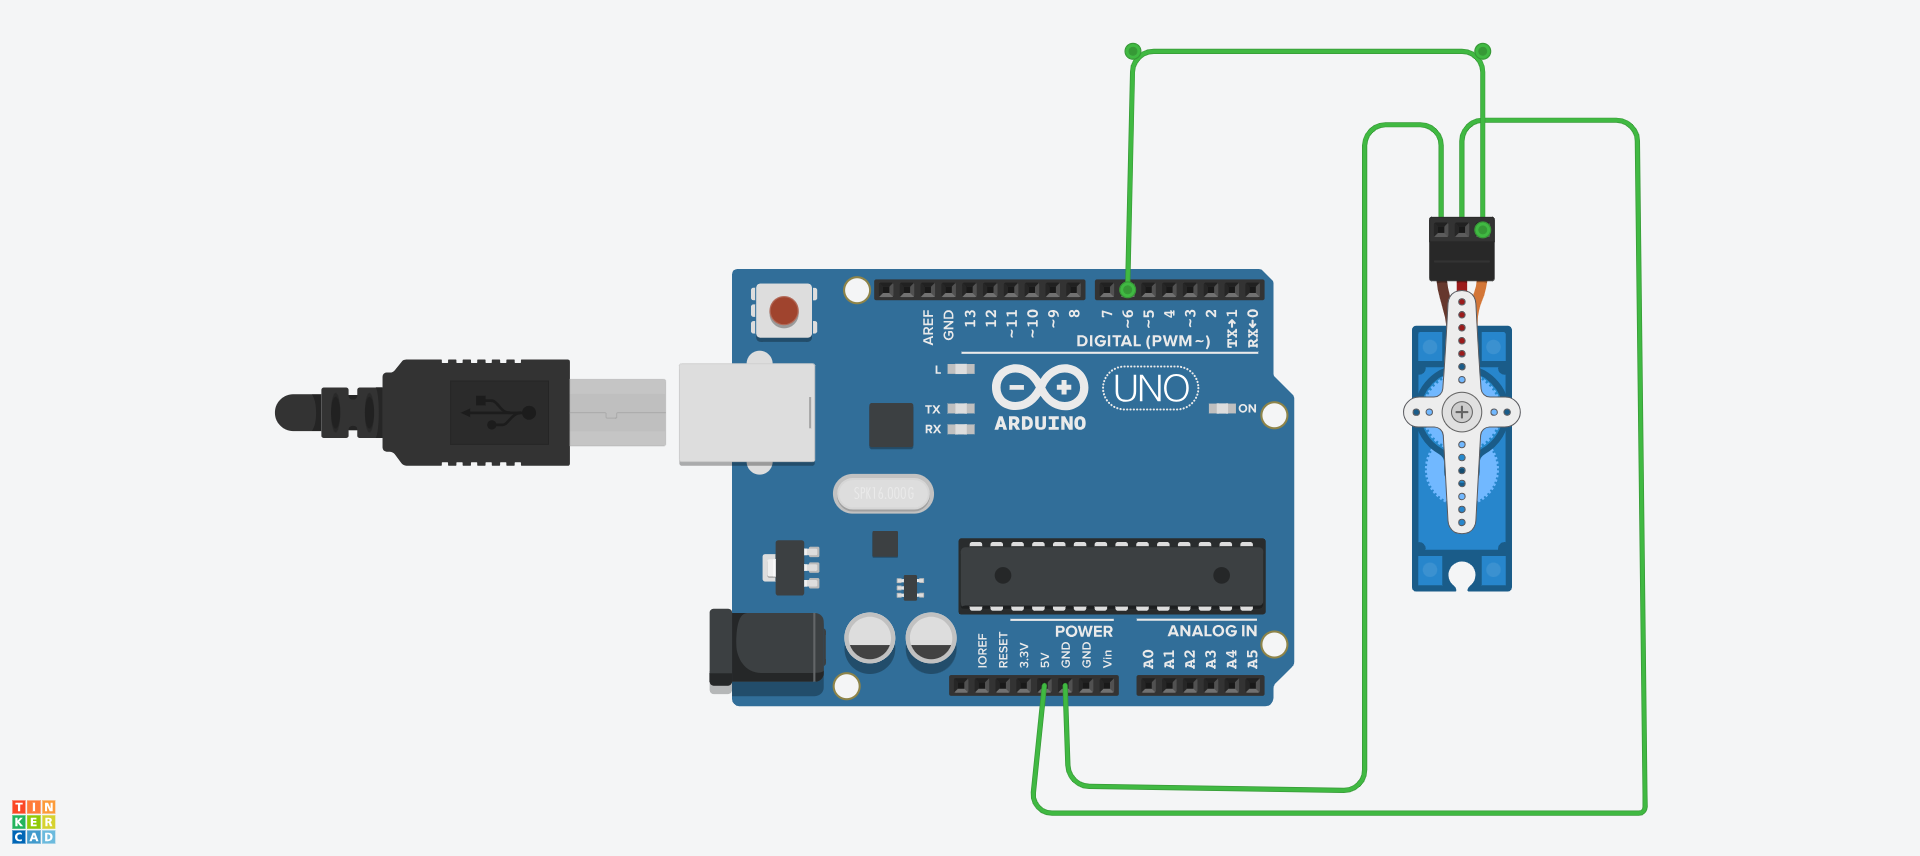 AREF
GND
13
12
~11
~10
~9
8
7
~6
~5
4
~3
2
TX→1
RX←0
DIGITAL (PWM~)
L
TX
RX
ARDUINO
UNO
ON
SPKT6.000G
POWER
ANALOG IN
IOREF
RESET
3.3V
5V
GND
GND
Vin
A0
A1
A2
A3
A4
A5
TIN
KER
CAD